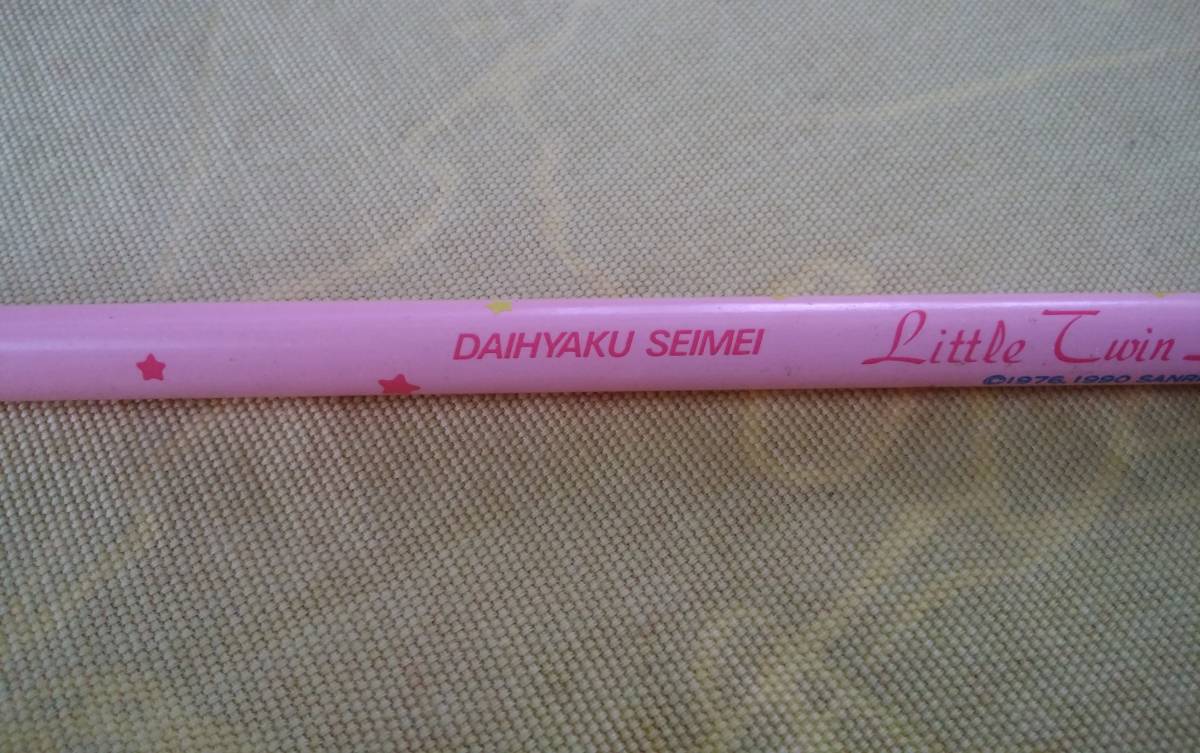 DAIHYAKU SEIMEI
Little Twin
©1976, 1990